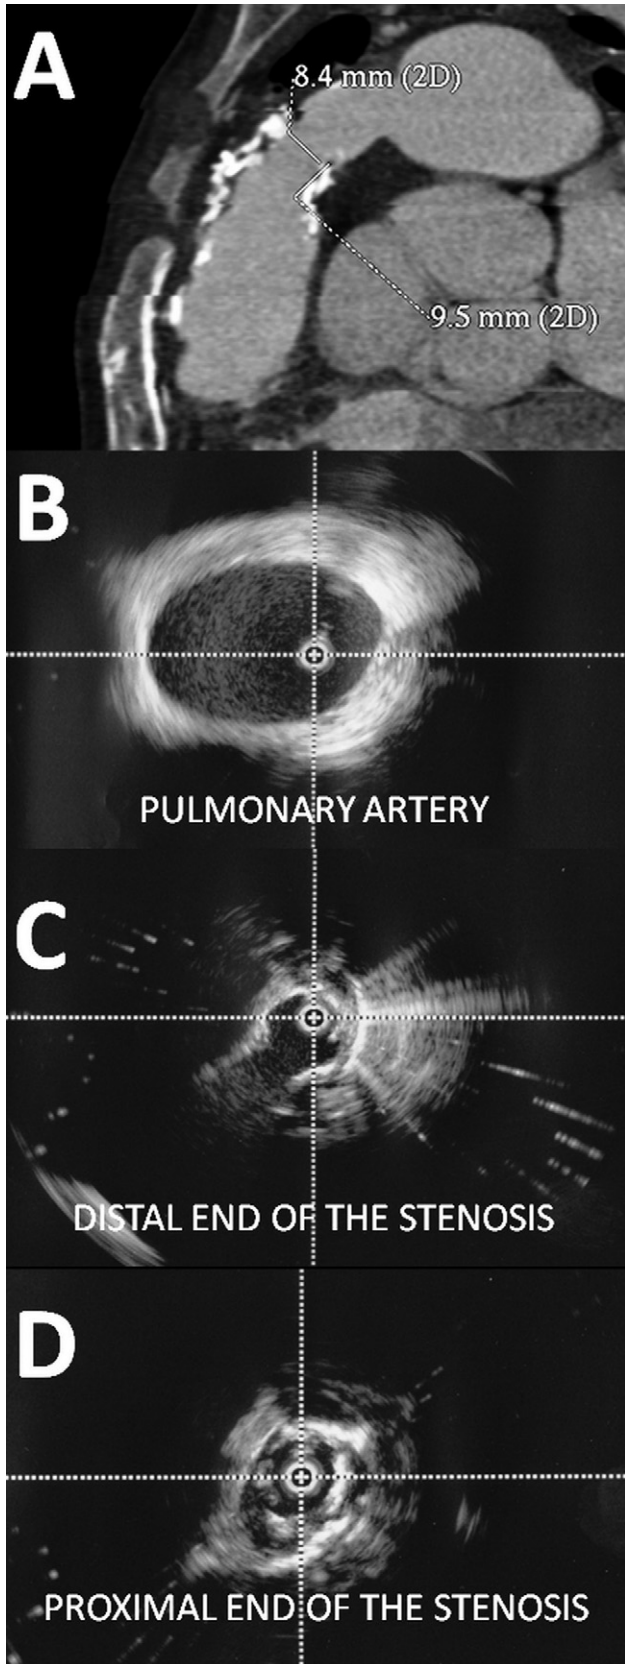 A
8.4 mm (2D)
9.5 mm (2D)
B
PULMONARY ARTERY
C
DISTAL END OF THE STENOSIS
D
PROXIMAL END OF THE STENOSIS